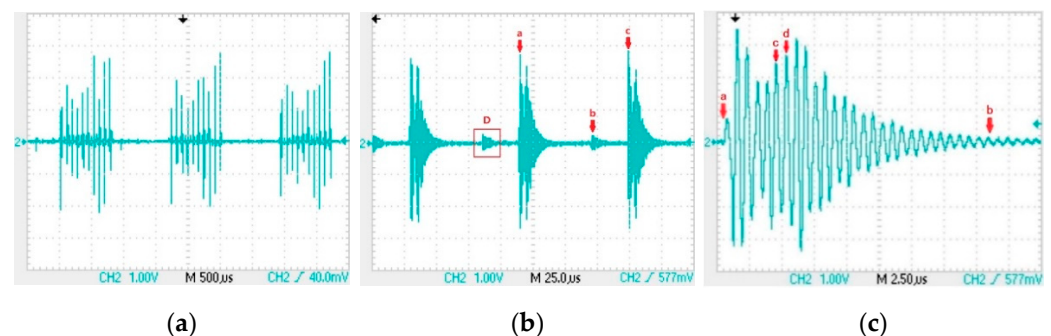 a
c
b
D
2
CH2 1.00V M 500μs CH2 ∫ 40.0mV
2
CH2 1.00V M 25.0μs CH2 ∫ 577mV
a
c
d
b
2
CH2 1.00V M 2.50μs CH2 ∫ 577mV
(a)
(b)
(c)